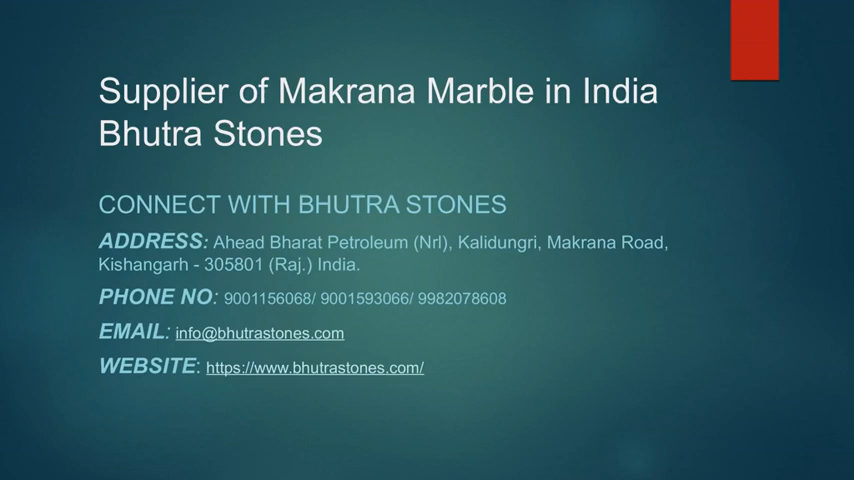 Supplier of Makrana Marble in India
Bhutra Stones
CONNECT WITH BHUTRA STONES
ADDRESS: Ahead Bharat Petroleum (Nrl), Kalidungri, Makrana Road,
Kishangarh - 305801 (Raj.) India.
PHONE NO: 9001156068/ 9001593066/ 9982078608
EMAIL: info@bhutrastones.com
WEBSITE: https://www.bhutrastones.com/